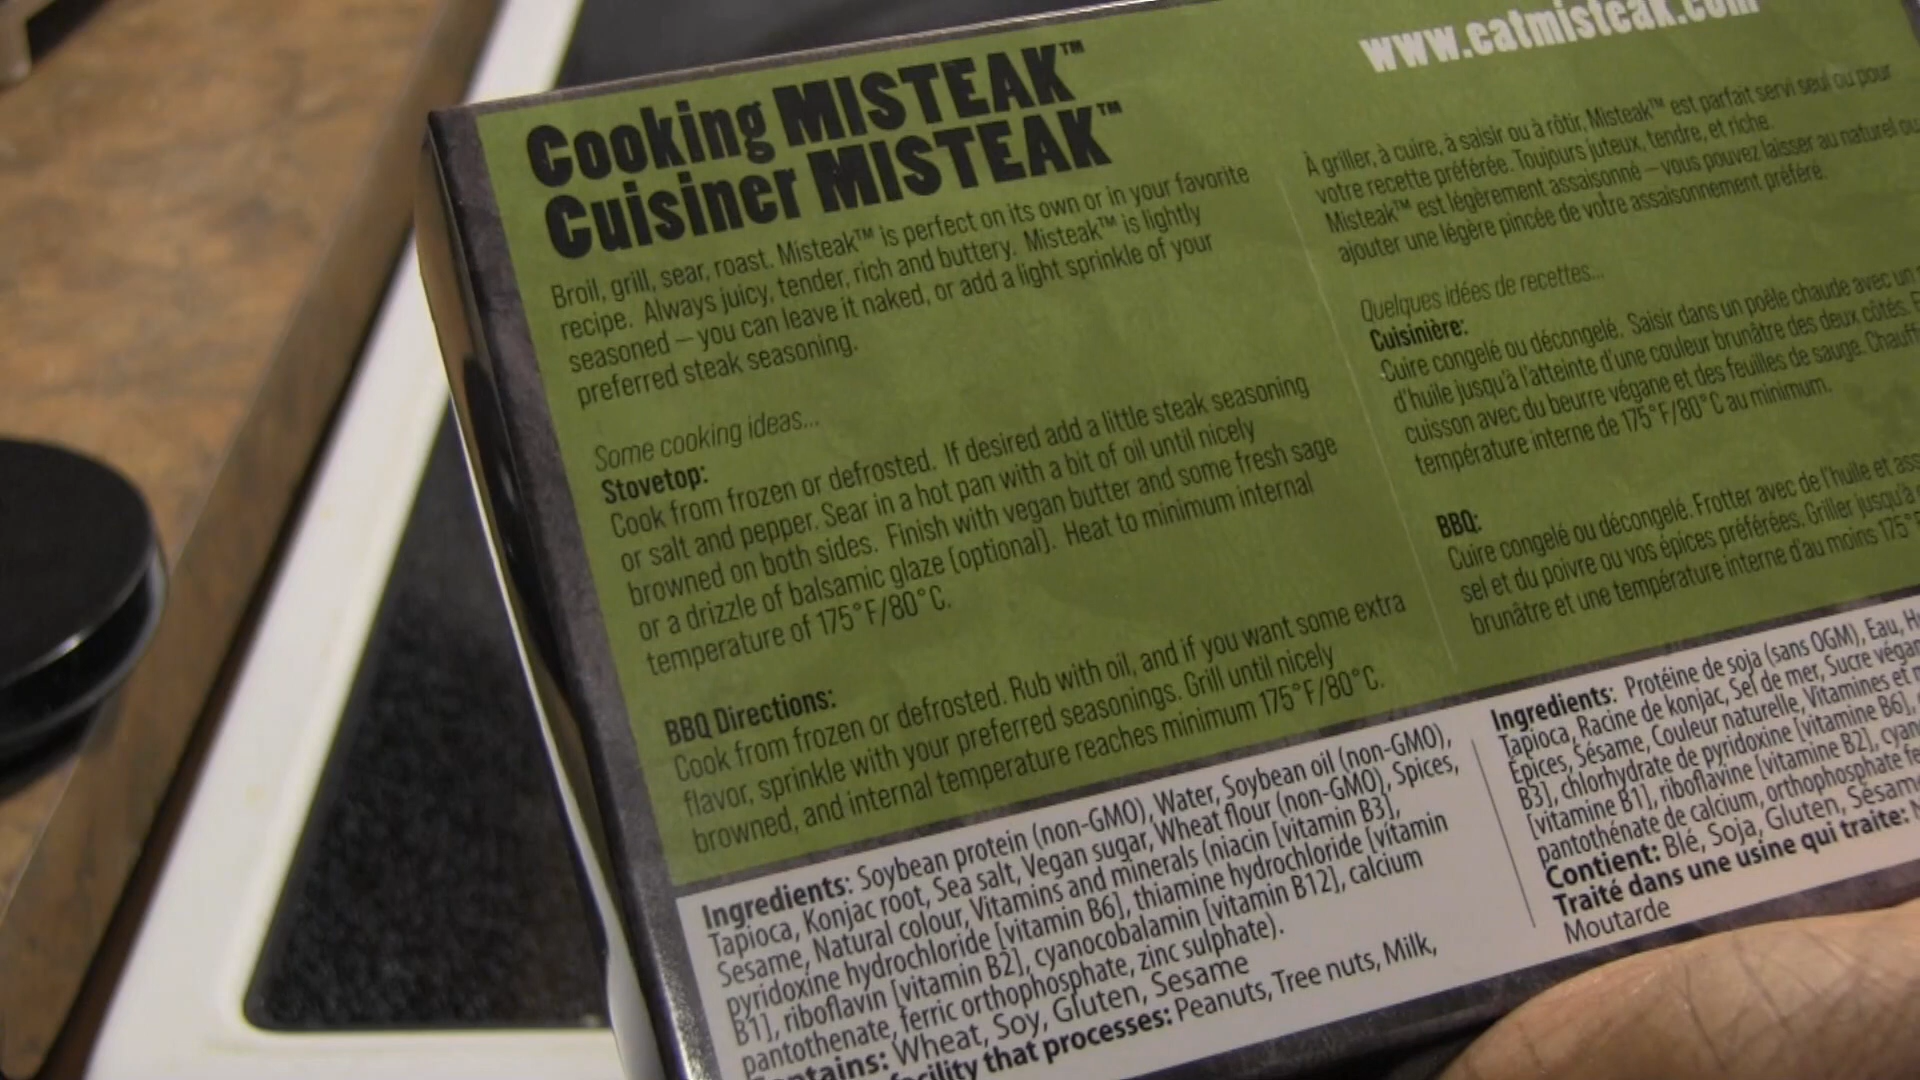 www.eatmisteak.com
Cooking MISTEAK™
Cuisiner MISTEAK™
Broil, grill, sear, roast. Misteak™ is perfect on its own or in your favorite
recipe. Always juicy, tender, rich and buttery. Misteak™ is lightly
seasoned – you can leave it naked, or add a light sprinkle of your
preferred steak seasoning.
Some cooking ideas...
Stovetop:
Cook from frozen or defrosted. If desired add a little steak seasoning
or salt and pepper. Sear in a hot pan with a bit of oil until nicely
browned on both sides. Finish with vegan butter and some fresh sage
or a drizzle of balsamic glaze [optional]. Heat to minimum internal
temperature of 175°F/80°C.
BBQ Directions:
Cook from frozen or defrosted. Rub with oil, and if you want some extra
flavor, sprinkle with your preferred seasonings. Grill until nicely
browned, and internal temperature reaches minimum 175°F/80°C.
Ingredients: Soybean protein (non-GMO), Water, Soybean oil (non-GMO),
Tapioca, Konjac root, Sea salt, Vegan sugar, Wheat flour (non-GMO), Spices,
Sesame, Natural colour, Vitamins and minerals (niacin [vitamin B3],
pyridoxine hydrochloride [vitamin B6], thiamine hydrochloride [vitamin
B1], riboflavin [vitamin B2], cyanocobalamin [vitamin B12], calcium
pantothenate, ferric orthophosphate, zinc sulphate).
Contains: Wheat, Soy, Gluten, Sesame
facility that processes: Peanuts, Tree nuts, Milk,
À griller, à cuire, à saisir ou à rôtir, Misteak™ est parfait servi seul ou pour
votre recette préférée. Toujours juteux, tendre, et riche.
Misteak™ est légèrement assaisonné – vous pouvez laisser au naturel ou
ajouter une légère pincée de votre assaisonnement préféré.
Quelques idées de recettes...
Cuisinière:
Cuire congelé ou décongelé. Saisir dans un poêle chaude avec un
d'huile jusqu'à l'atteinte d'une couleur brunâtre des deux côtés.
cuisson avec du beurre végane et des feuilles de sauge.
température interne de 175°F/80°C au minimum.
BBQ:
Cuire congelé ou décongelé. Frotter avec de l'huile et
sel et du poivre ou vos épices préférées. Griller jusqu'à
brunâtre et une température interne d'au moins 175°
Ingredients: Protéine de soja (sans OGM), Eau,
Tapioca, Racine de konjac, Sel de mer, Sucre
Épices, Sésame, Couleur naturelle, Vitamines et
B3], chlorhydrate de pyridoxine [vitamine B6],
[vitamine B1], riboflavine [vitamine B2],
pantothénate de calcium, orthophosphate
Contient: Blé, Soja, Gluten, Sésame
Traité dans une usine qui traite:
Moutarde